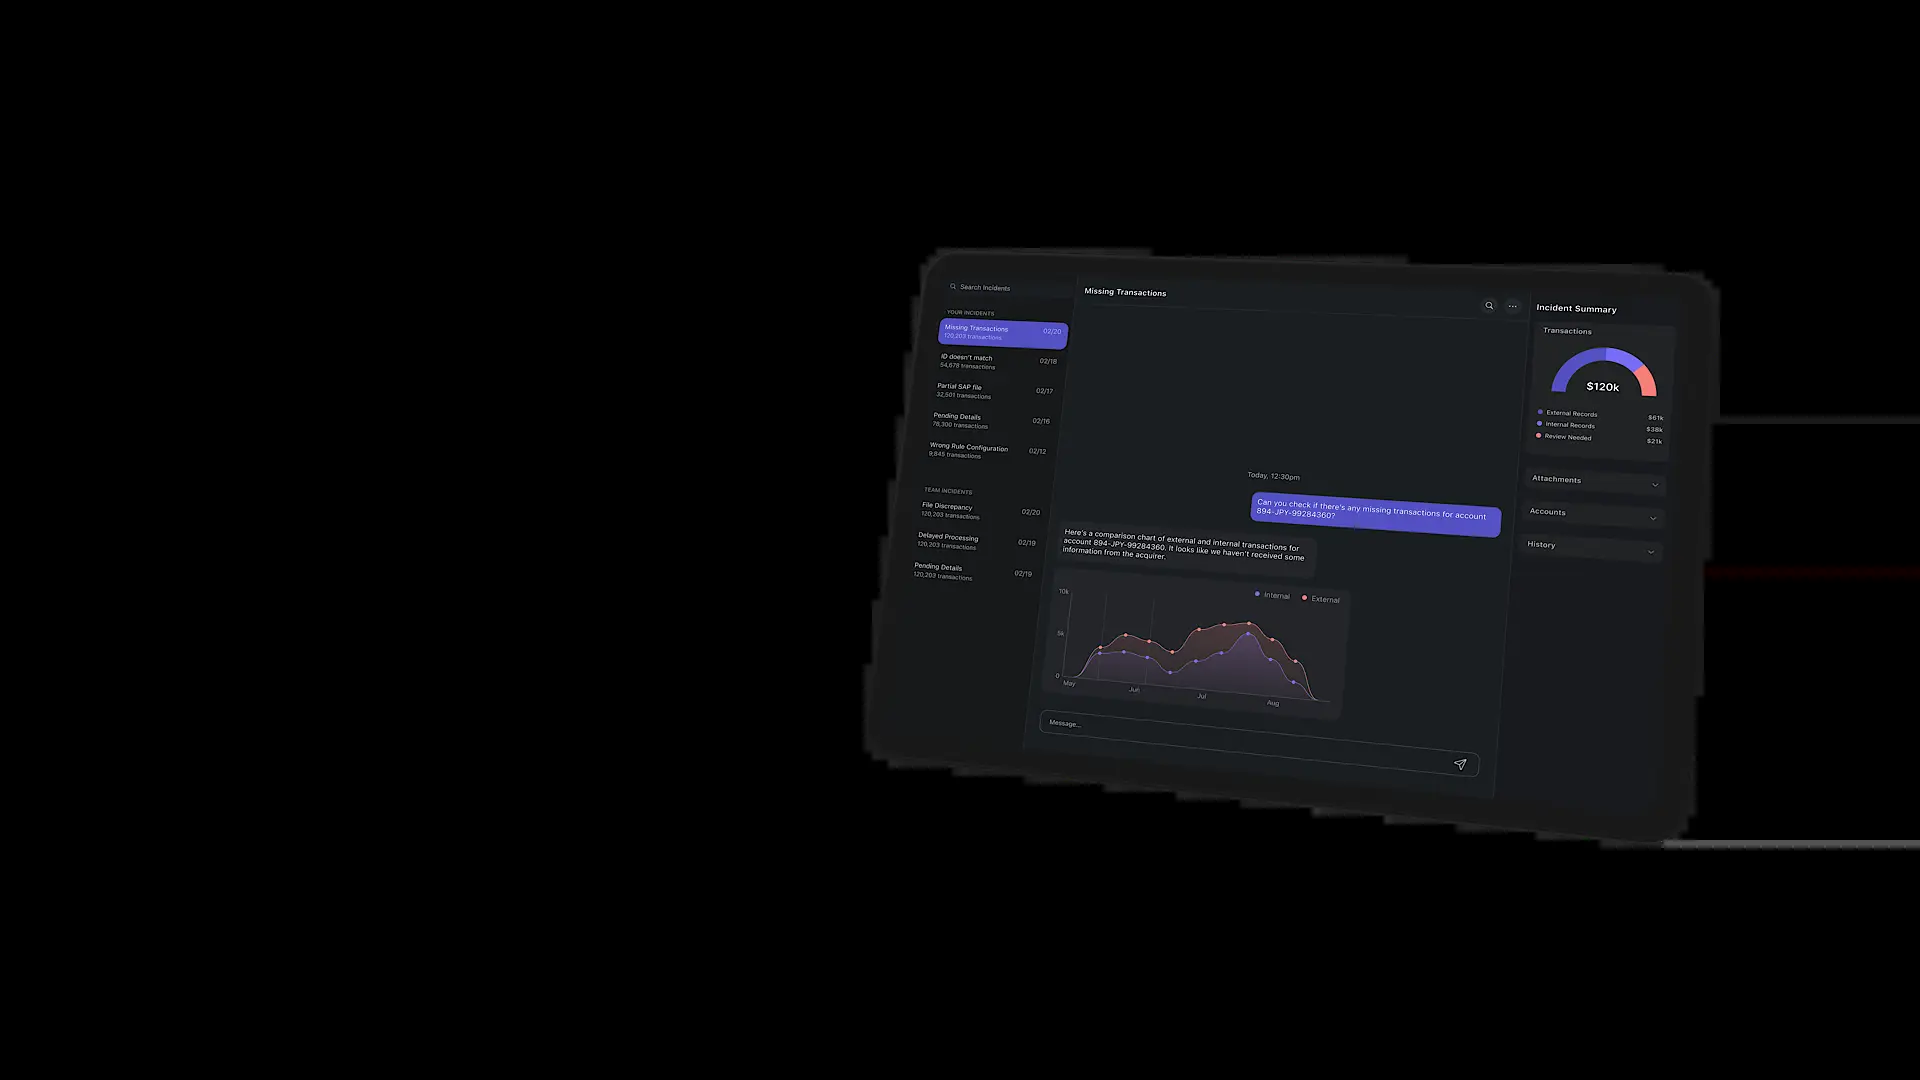 Search Incidents
YOUR INCIDENTS
Missing Transactions 02/20
120,203 transactions
ID doesn't match 02/18
54,678 transactions
Partial SAP file 02/17
32,501 transactions
Pending Details 02/16
78,300 transactions
Wrong Rule Configuration 02/12
9,845 transactions
TEAM INCIDENTS
File Discrepancy 02/20
120,203 transactions
Delayed Processing 02/19
120,203 transactions
Pending Details 02/19
120,203 transactions
Missing Transactions
Today, 12:30pm
Can you check if there's any missing transactions for account
894-JPY-99284360?
Here's a comparison chart of external and internal transactions for
account 894-JPY-99284360. It looks like we haven't received some
information from the acquirer.
Internal External
10k
5k
0
May Jun Jul Aug
Message...
Incident Summary
Transactions
$120k
External Records $61k
Internal Records $38k
Review Needed $21k
Attachments
Accounts
History